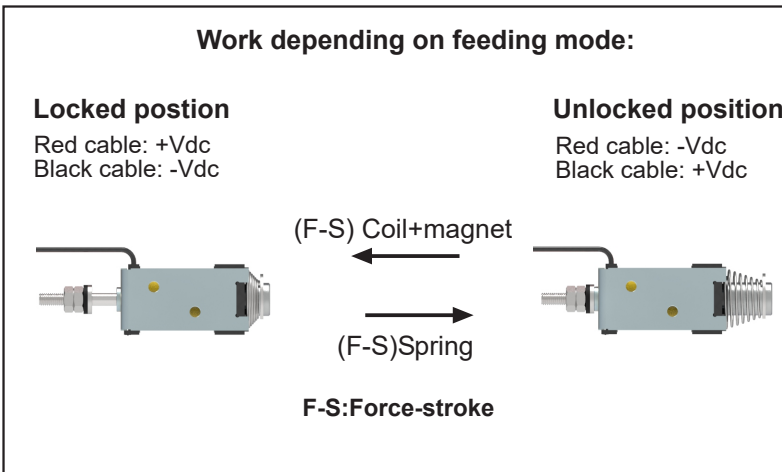 Work depending on feeding mode:
Locked postion
Red cable: +Vdc
Black cable: -Vdc
Unlocked position
Red cable: -Vdc
Black cable: +Vdc
(F-S) Coil+magnet
(F-S)Spring
F-S:Force-stroke